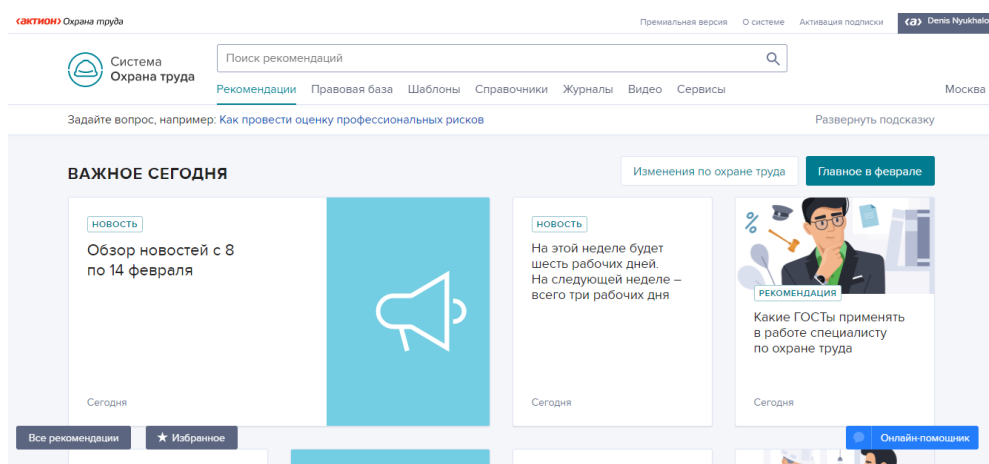 ‹актион› Охрана труда
Премиальная версия О системе Активация подписки ‹a› Denis Nyukhalo
Система
Охрана труда
Поиск рекомендаций
Рекомендации Правовая база Шаблоны Справочники Журналы Видео Сервисы Москва
Задайте вопрос, например: Как провести оценку профессиональных рисков Развернуть подсказку
ВАЖНОЕ СЕГОДНЯ
Изменения по охране труда Главное в феврале
НОВОСТЬ
Обзор новостей с 8
по 14 февраля
Сегодня
НОВОСТЬ
На этой неделе будет
шесть рабочих дней.
На следующей неделе –
всего три рабочих дня
Сегодня
%
§
РЕКОМЕНДАЦИЯ
Какие ГОСТы применять
в работе специалисту
по охране труда
Сегодня
Все рекомендации ★ Избранное Онлайн-помощник